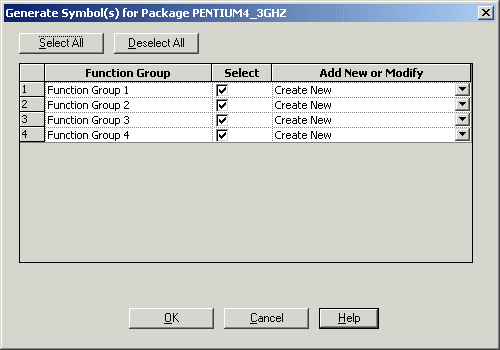 Generate Symbol(s) for Package PENTIUM4_3GHZ
Select All Deselect All
Function Group Select Add New or Modify
1 Function Group 1 Create New
2 Function Group 2 Create New
3 Function Group 3 Create New
4 Function Group 4 Create New
OK Cancel Help